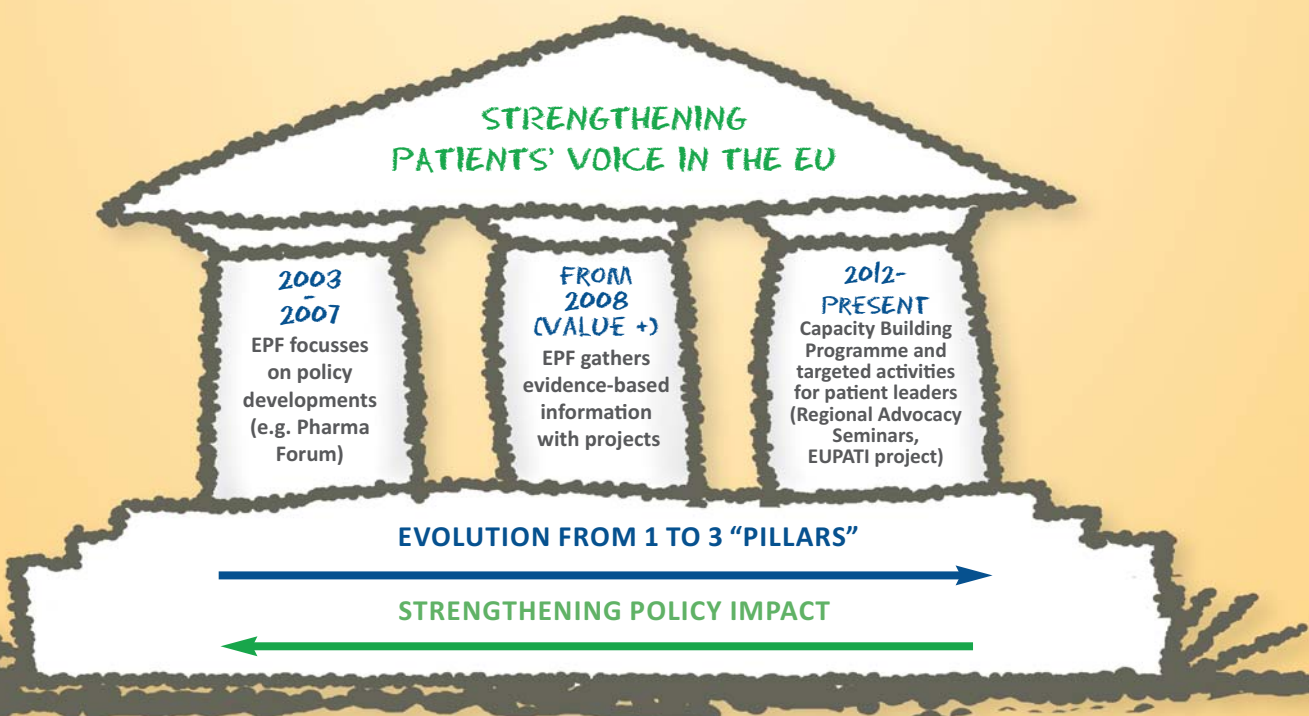 STRENGTHENING
PATIENTS' VOICE IN THE EU
2003
-
2007
EPF focusses
on policy
developments
(e.g. Pharma
Forum)
FROM
2008
(VALUE +)
EPF gathers
evidence-based
information
with projects
2012-
PRESENT
Capacity Building
Programme and
targeted activities
for patient leaders
(Regional Advocacy
Seminars,
EUPATI project)
EVOLUTION FROM 1 TO 3 “PILLARS”
STRENGTHENING POLICY IMPACT